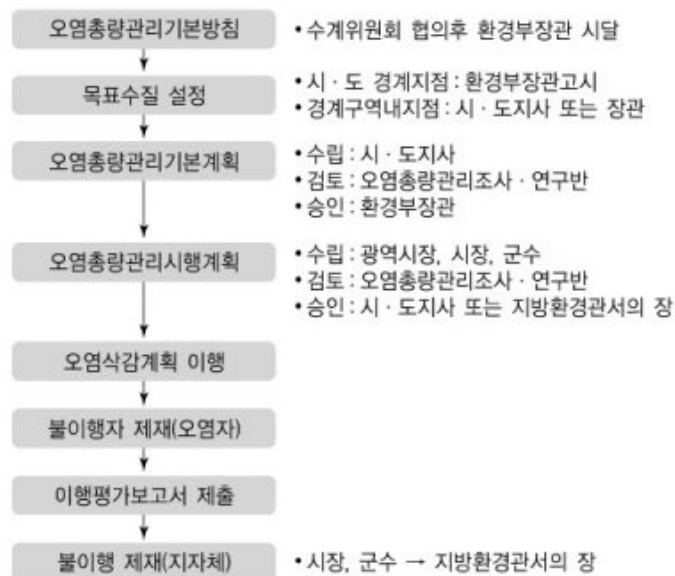 오염총량관리기본방침
• 수계위원회 협의후 환경부장관 시달
목표수질 설정
• 시 · 도 경계지점 : 환경부장관고시
• 경계구역내지점 : 시 · 도지사 또는 장관
오염총량관리기본계획
• 수립 : 시 · 도지사
• 검토 : 오염총량관리조사 · 연구반
• 승인 : 환경부장관
오염총량관리시행계획
• 수립 : 광역시장, 시장, 군수
• 검토 : 오염총량관리조사 · 연구반
• 승인 : 시 · 도지사 또는 지방환경관서의 장
오염삭감계획 이행
불이행자 제재(오염자)
이행평가보고서 제출
불이행 제재(지자체)
• 시장, 군수 → 지방환경관서의 장